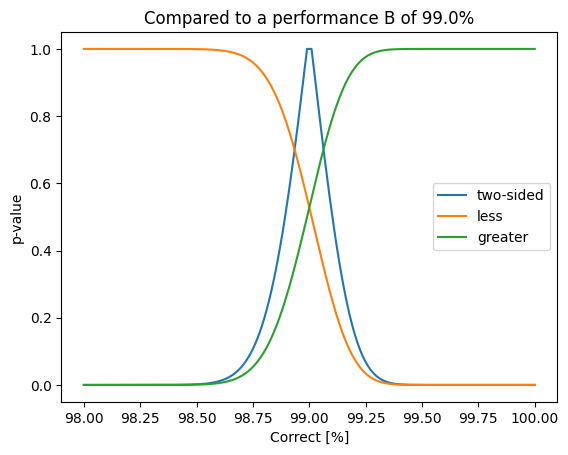 Compared to a performance B of 99.0%
p-value
1.0
0.8
0.6
0.4
0.2
0.0
two-sided
less
greater
98.00 98.25 98.50 98.75 99.00 99.25 99.50 99.75 100.00
Correct [%]